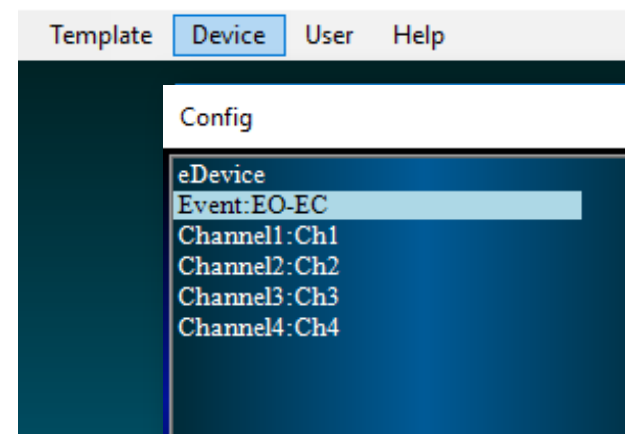 Template Device User Help
Config
eDevice
Event:EO-EC
Channel1:Ch1
Channel2:Ch2
Channel3:Ch3
Channel4:Ch4